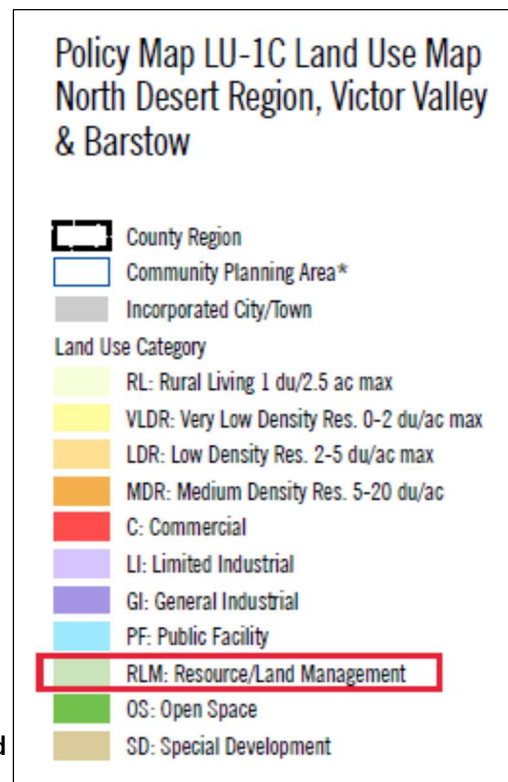 Policy Map LU-1C Land Use Map
North Desert Region, Victor Valley
& Barstow
County Region
Community Planning Area*
Incorporated City/Town
Land Use Category
RL: Rural Living 1 du/2.5 ac max
VLDR: Very Low Density Res. 0-2 du/ac max
LDR: Low Density Res. 2-5 du/ac max
MDR: Medium Density Res. 5-20 du/ac
C: Commercial
LI: Limited Industrial
GI: General Industrial
PF: Public Facility
RLM: Resource/Land Management
OS: Open Space
SD: Special Development